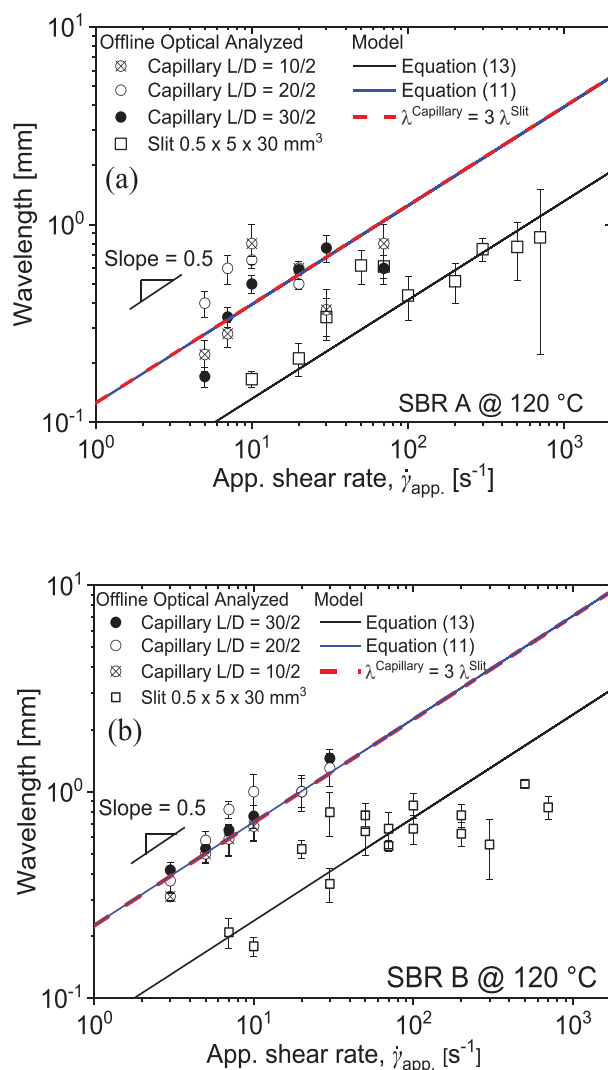 10¹
Offline Optical Analyzed Model
Capillary L/D = 10/2 Equation (13)
Capillary L/D = 20/2 Equation (11)
Capillary L/D = 30/2 λCapillary = 3 λSlit
Slit 0.5 x 5 x 30 mm³
(a)
10⁰
Slope = 0.5
Wavelength [mm]
SBR A @ 120 °C
10⁻¹
10⁰ 10¹ 10² 10³
App. shear rate, γ̇app. [s⁻¹]
10¹
Offline Optical Analyzed Model
Capillary L/D = 30/2 Equation (13)
Capillary L/D = 20/2 Equation (11)
Capillary L/D = 10/2 λCapillary = 3 λSlit
Slit 0.5 x 5 x 30 mm³
(b)
10⁰
Slope = 0.5
Wavelength [mm]
SBR B @ 120 °C
10⁻¹
10⁰ 10¹ 10² 10³
App. shear rate, γ̇app. [s⁻¹]